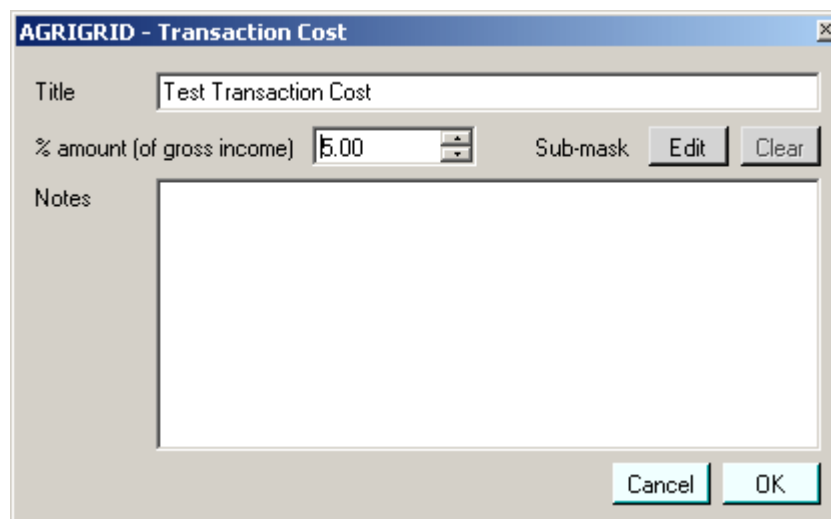 AGRIGRID - Transaction Cost
Title Test Transaction Cost
% amount (of gross income) 5.00 Sub-mask Edit Clear
Notes
Cancel OK